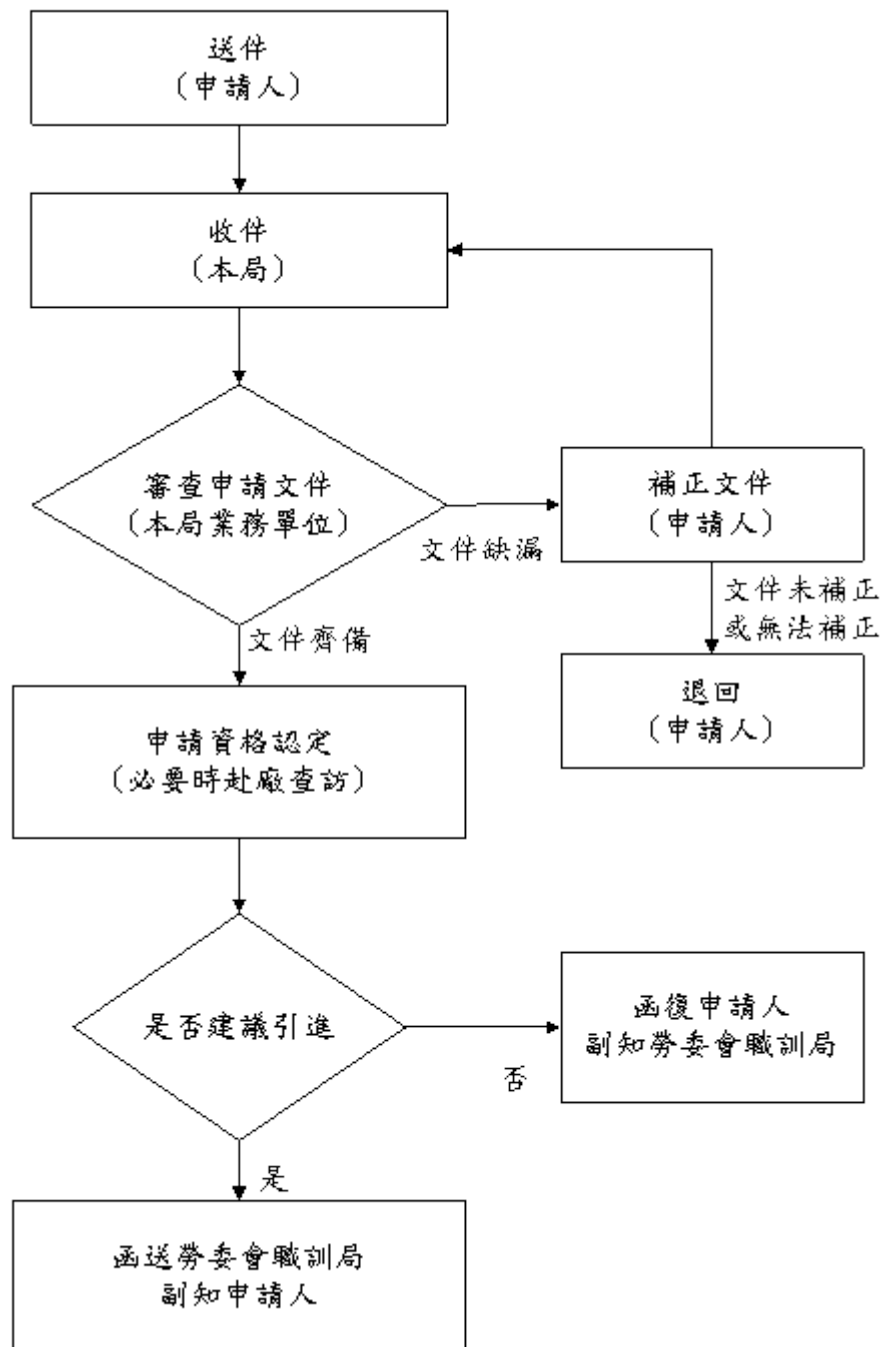 送件
（申請人）
收件
（本局）
審查申請文件
（本局業務單位）
文件缺漏
補正文件
（申請人）
文件未補正
或無法補正
退回
（申請人）
文件齊備
申請資格認定
（必要時赴廠查訪）
是否建議引進
否
函復申請人
副知勞委會職訓局
是
函送勞委會職訓局
副知申請人